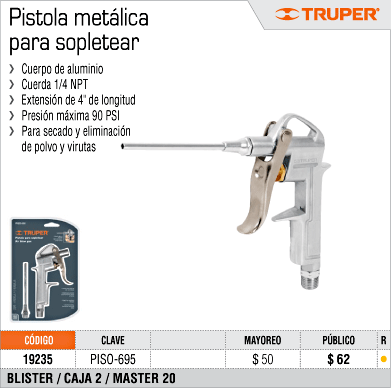 Pistola metálica
para sopletear
TRUPER®
› Cuerpo de aluminio
› Cuerda 1/4 NPT
› Extensión de 4" de longitud
› Presión máxima 90 PSI
› Para secado y eliminación
de polvo y virutas
TRUPER
CÓDIGO CLAVE MAYOREO PÚBLICO R
19235 PISO-695 $ 50 $ 62
BLISTER / CAJA 2 / MASTER 20